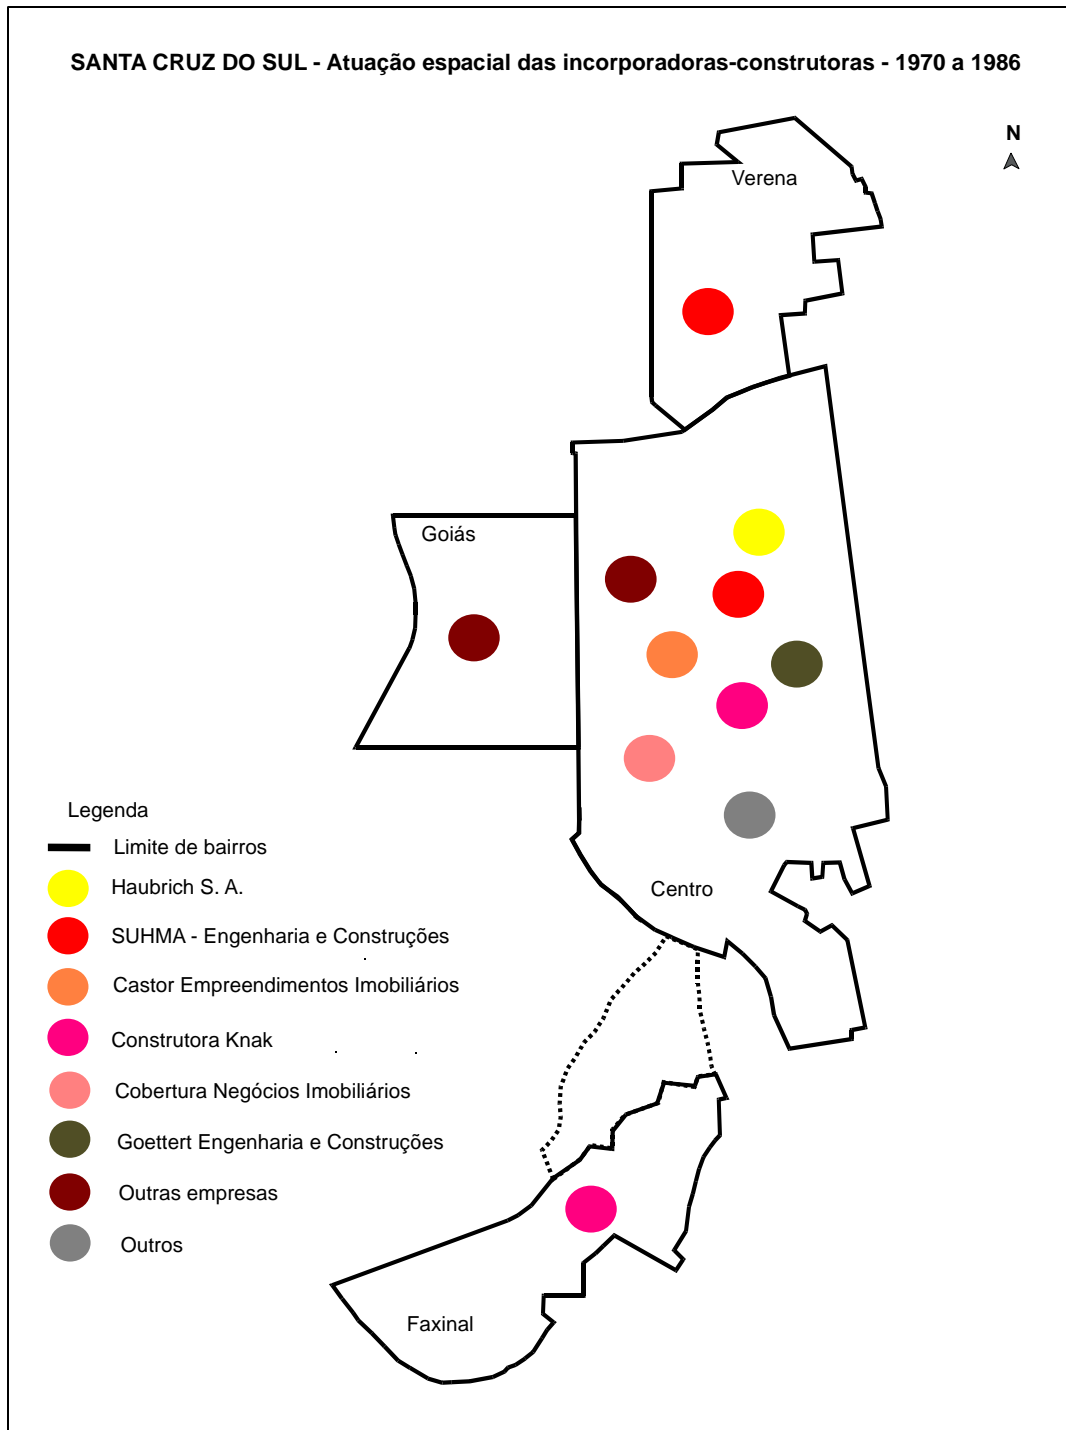 SANTA CRUZ DO SUL - Atuação espacial das incorporadoras-construtoras - 1970 a 1986
N
Verena
Goiás
Centro
Faxinal
Legenda
Limite de bairros
Haubrich S. A.
SUHMA - Engenharia e Construções
Castor Empreendimentos Imobiliários
Construtora Knak
Cobertura Negócios Imobiliários
Goettert Engenharia e Construções
Outras empresas
Outros